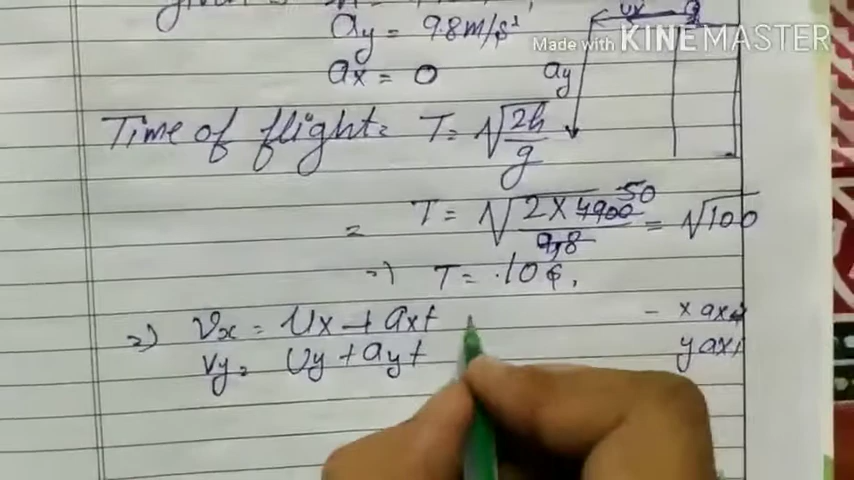 ay = 9.8m/s²
Ux
Made with KINEMASTER
ax = 0
ay
Time of flight = T = √2h/g
= T = √2 x 4900 50/9.8 = √100
=) T = 10s.
=) Vx = Ux + axt - x axis
Vy = Uy + ayt y axis